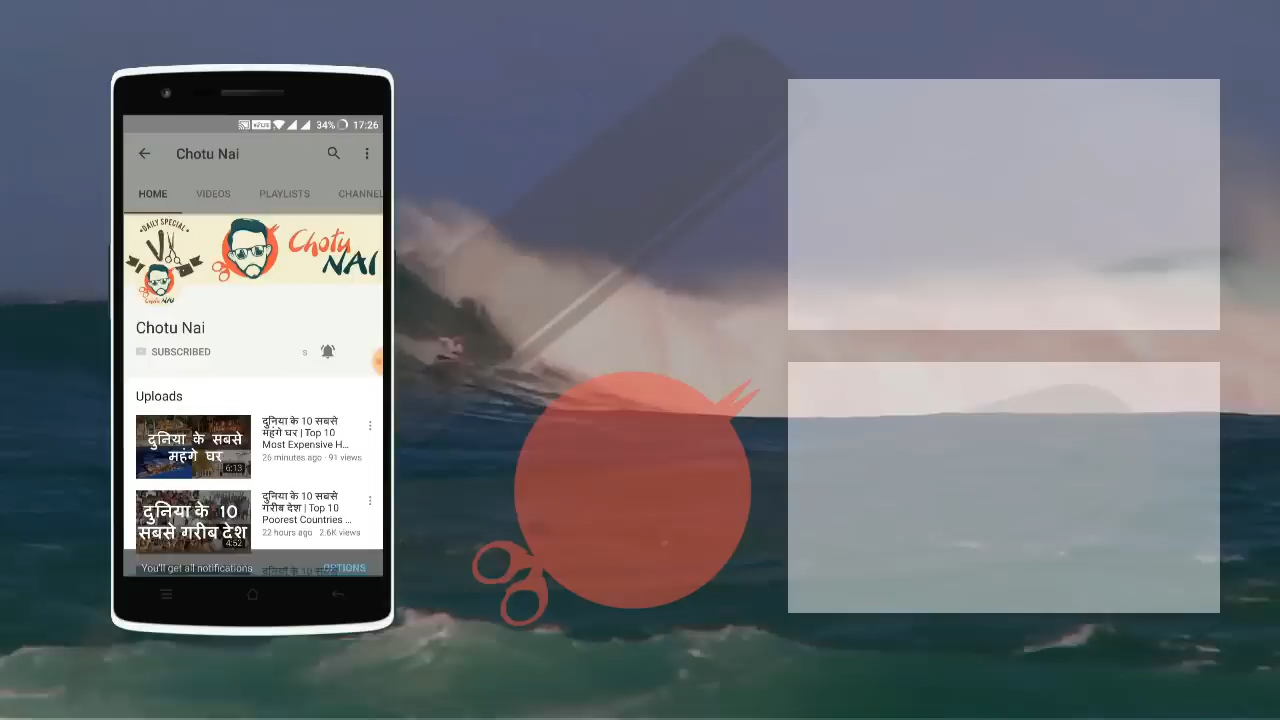 34% 17:26
Chotu Nai
HOME VIDEOS PLAYLISTS CHANNEL
DAILY SPECIAL
Chotu
NAI
Chotu NAI
Chotu Nai
SUBSCRIBED
s
Uploads
दुनिया के सबसे
महंगे घर
6:13
दुनिया के 10 सबसे
महंगे घर | Top 10
Most Expensive H...
26 minutes ago · 91 views
दुनिया के 10
सबसे गरीब देश
4:52
दुनिया के 10 सबसे
गरीब देश | Top 10
Poorest Countries ...
22 hours ago 2.6K views
You'll get all notifications
OPTIONS